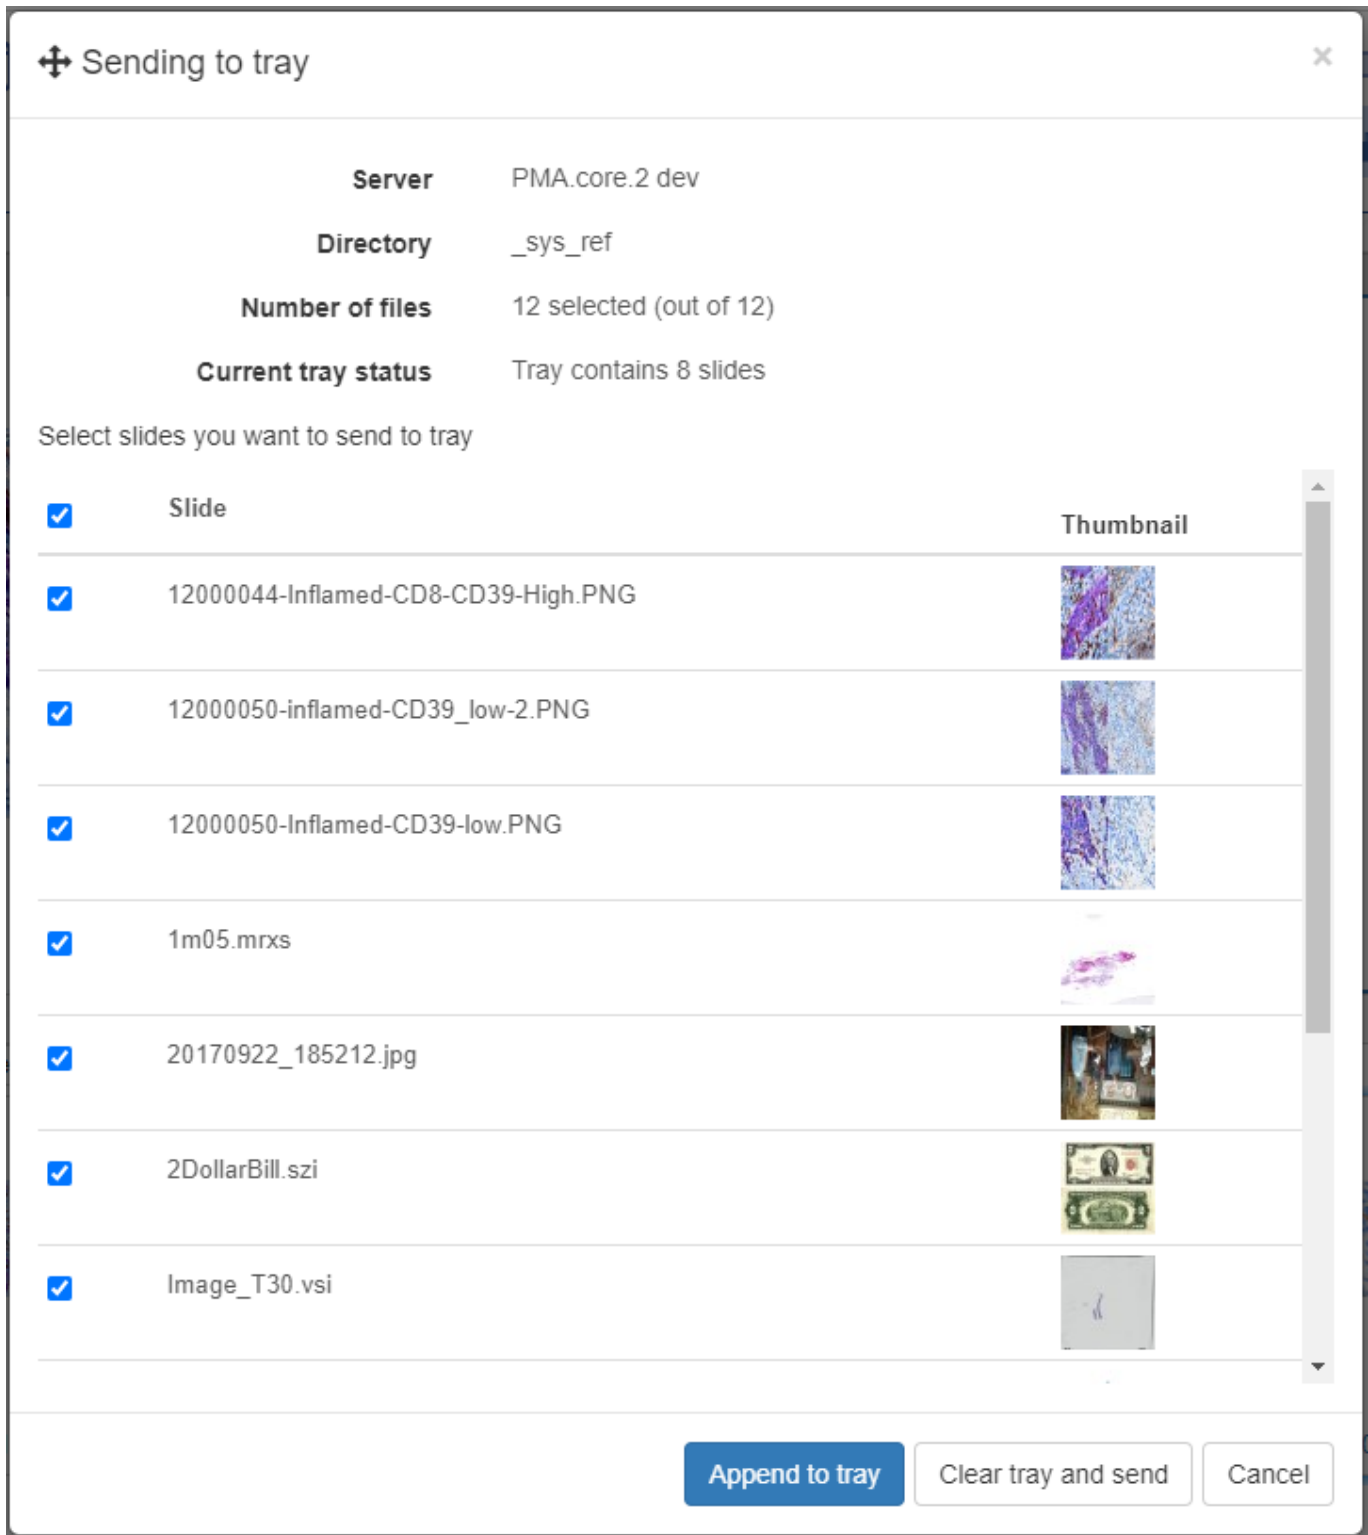 Sending to tray ×
Server PMA.core.2 dev
Directory _sys_ref
Number of files 12 selected (out of 12)
Current tray status Tray contains 8 slides
Select slides you want to send to tray
Slide Thumbnail
12000044-Inflamed-CD8-CD39-High.PNG
12000050-inflamed-CD39_low-2.PNG
12000050-Inflamed-CD39-low.PNG
1m05.mrxs
20170922_185212.jpg
2DollarBill.szi
Image_T30.vsi
Append to tray Clear tray and send Cancel